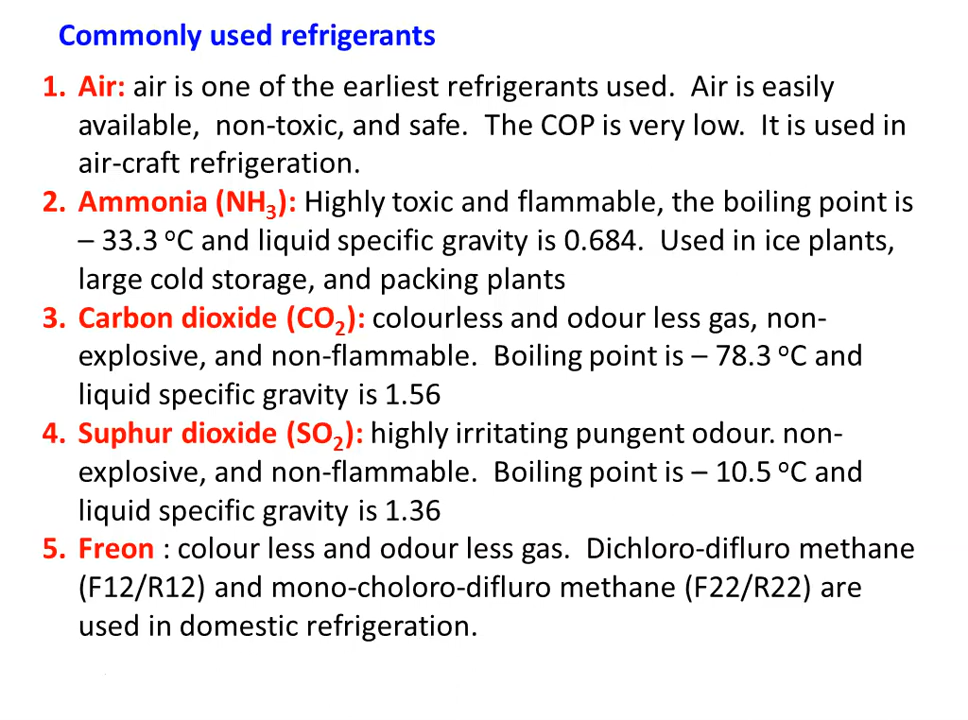 Commonly used refrigerants
1. Air: air is one of the earliest refrigerants used. Air is easily
available, non-toxic, and safe. The COP is very low. It is used in
air-craft refrigeration.
2. Ammonia (NH₃): Highly toxic and flammable, the boiling point is
– 33.3 ᵒC and liquid specific gravity is 0.684. Used in ice plants,
large cold storage, and packing plants
3. Carbon dioxide (CO₂): colourless and odour less gas, non-
explosive, and non-flammable. Boiling point is – 78.3 ᵒC and
liquid specific gravity is 1.56
4. Suphur dioxide (SO₂): highly irritating pungent odour. non-
explosive, and non-flammable. Boiling point is – 10.5 ᵒC and
liquid specific gravity is 1.36
5. Freon : colour less and odour less gas. Dichloro-difluro methane
(F12/R12) and mono-choloro-difluro methane (F22/R22) are
used in domestic refrigeration.